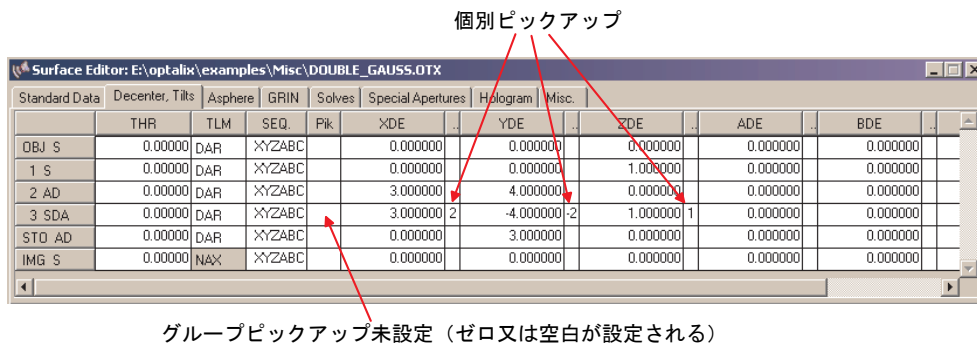 個別ピックアップ
Surface Editor: E:\optalix\examples\Misc\DOUBLE_GAUSS.OTX
Standard Data Decenter, Tilts Asphere GRIN Solves Special Apertures Hologram Misc.
THR TLM SEQ. Pik XDE .. YDE .. ZDE .. ADE .. BDE ..
OBJ S 0.00000 DAR XYZABC 0.000000 0.000000 0.000000 0.000000 0.000000
1 S 0.00000 DAR XYZABC 0.000000 0.000000 1.000000 0.000000 0.000000
2 AD 0.00000 DAR XYZABC 3.000000 4.000000 0.000000 0.000000 0.000000
3 SDA 0.00000 DAR XYZABC 3.000000 2 -4.000000 -2 1.000000 1 0.000000 0.000000
STO AD 0.00000 DAR XYZABC 0.000000 3.000000 0.000000 0.000000 0.000000
IMG S 0.00000 NAX XYZABC 0.000000 0.000000 0.000000 0.000000 0.000000
グループピックアップ未設定（ゼロ又は空白が設定される）